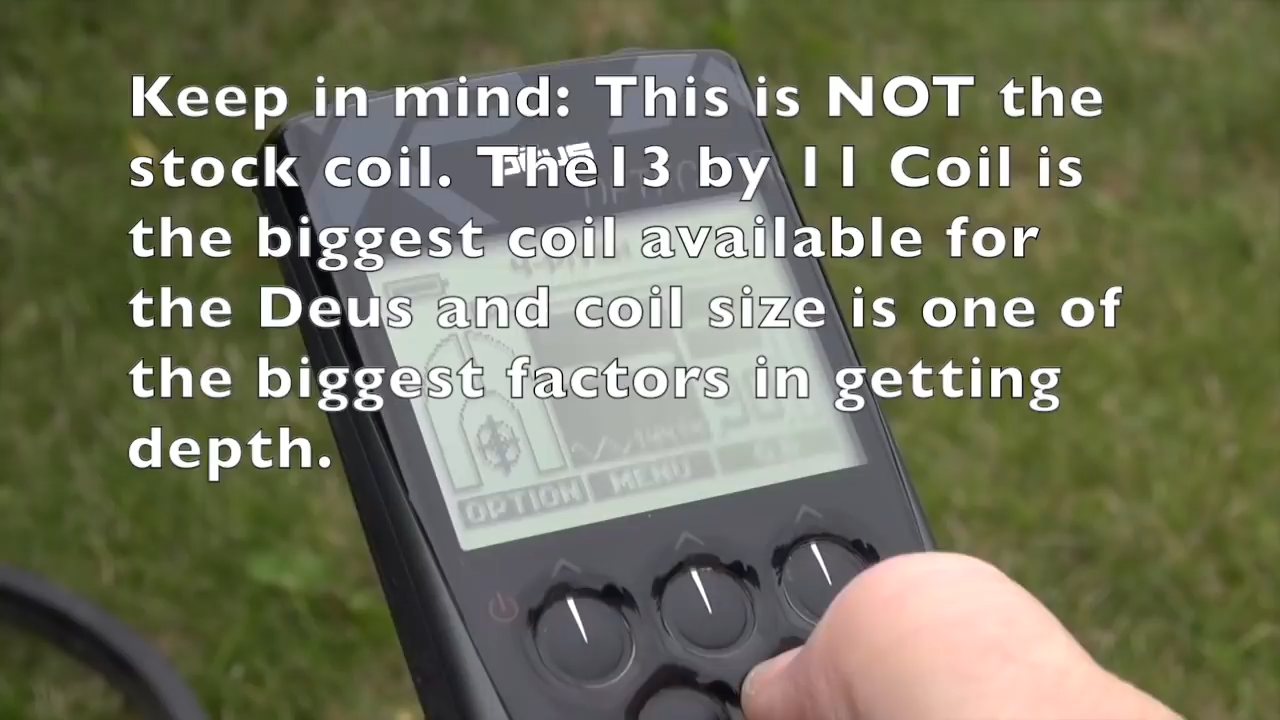 Keep in mind: This is NOT the
stock coil. The13 by 11 Coil is
the biggest coil available for
the Deus and coil size is one of
the biggest factors in getting
depth.
OPTION MENU